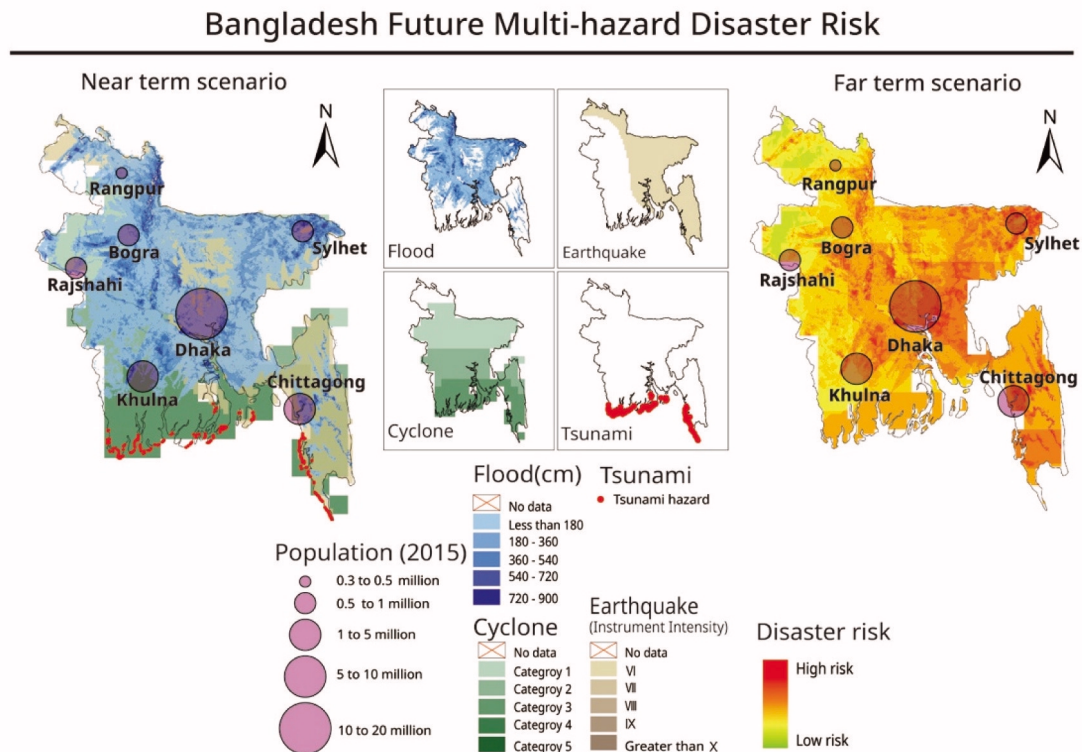 Bangladesh Future Multi-hazard Disaster Risk
Near term scenario
N
Rangpur
Bogra
Sylhet
Rajshahi
Dhaka
Khulna
Chittagong
Flood
Earthquake
Cyclone
Tsunami
Far term scenario
N
Rangpur
Bogra
Sylhet
Rajshahi
Dhaka
Khulna
Chittagong
Flood(cm)
No data
Less than 180
180 - 360
360 - 540
540 - 720
720 - 900
Tsunami
Tsunami hazard
Population (2015)
0.3 to 0.5 million
0.5 to 1 million
1 to 5 million
5 to 10 million
10 to 20 million
Cyclone
No data
Categroy 1
Categroy 2
Categroy 3
Categroy 4
Categroy 5
Earthquake
(Instrument Intensity)
No data
VI
VII
VIII
IX
Greater than X
Disaster risk
High risk
Low risk